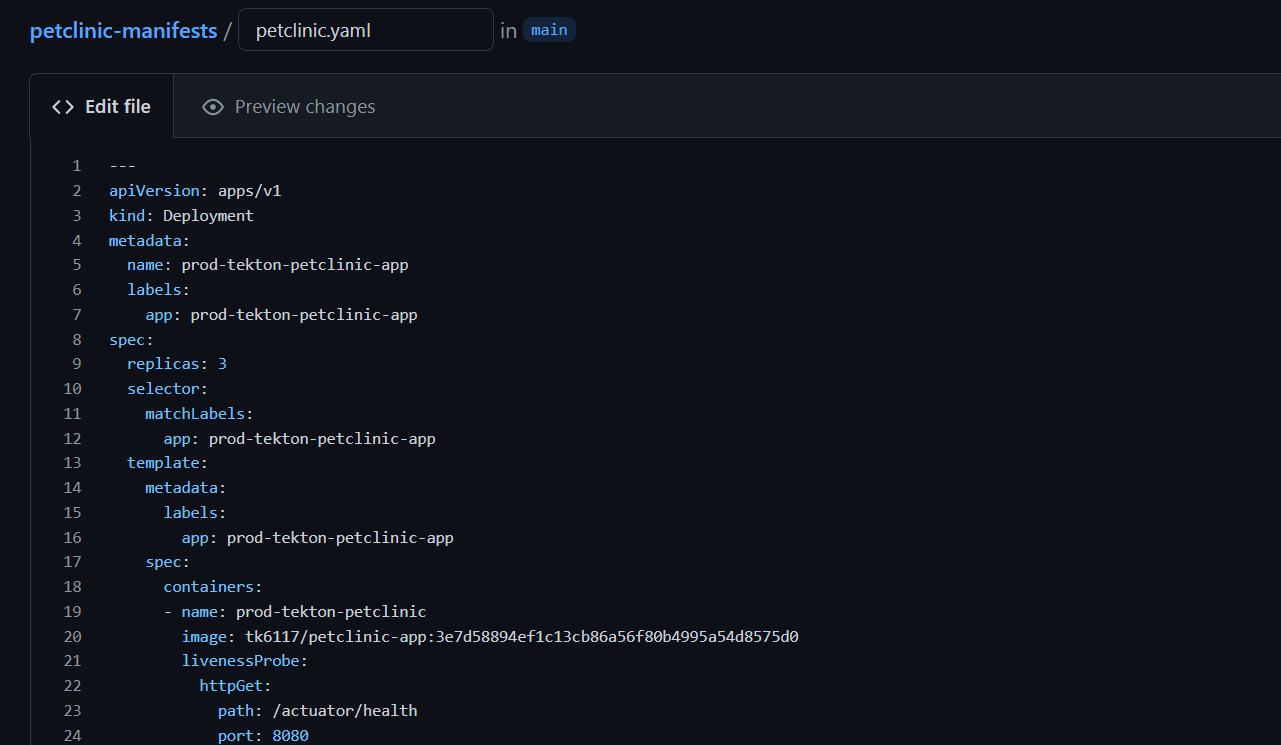 petclinic-manifests / petclinic.yaml in main
<> Edit file Preview changes
1 ---
2 apiVersion: apps/v1
3 kind: Deployment
4 metadata:
5   name: prod-tekton-petclinic-app
6   labels:
7     app: prod-tekton-petclinic-app
8 spec:
9   replicas: 3
10   selector:
11     matchLabels:
12       app: prod-tekton-petclinic-app
13   template:
14     metadata:
15       labels:
16         app: prod-tekton-petclinic-app
17     spec:
18       containers:
19       - name: prod-tekton-petclinic
20         image: tk6117/petclinic-app:3e7d58894ef1c13cb86a56f80b4995a54d8575d0
21         livenessProbe:
22           httpGet:
23             path: /actuator/health
24             port: 8080